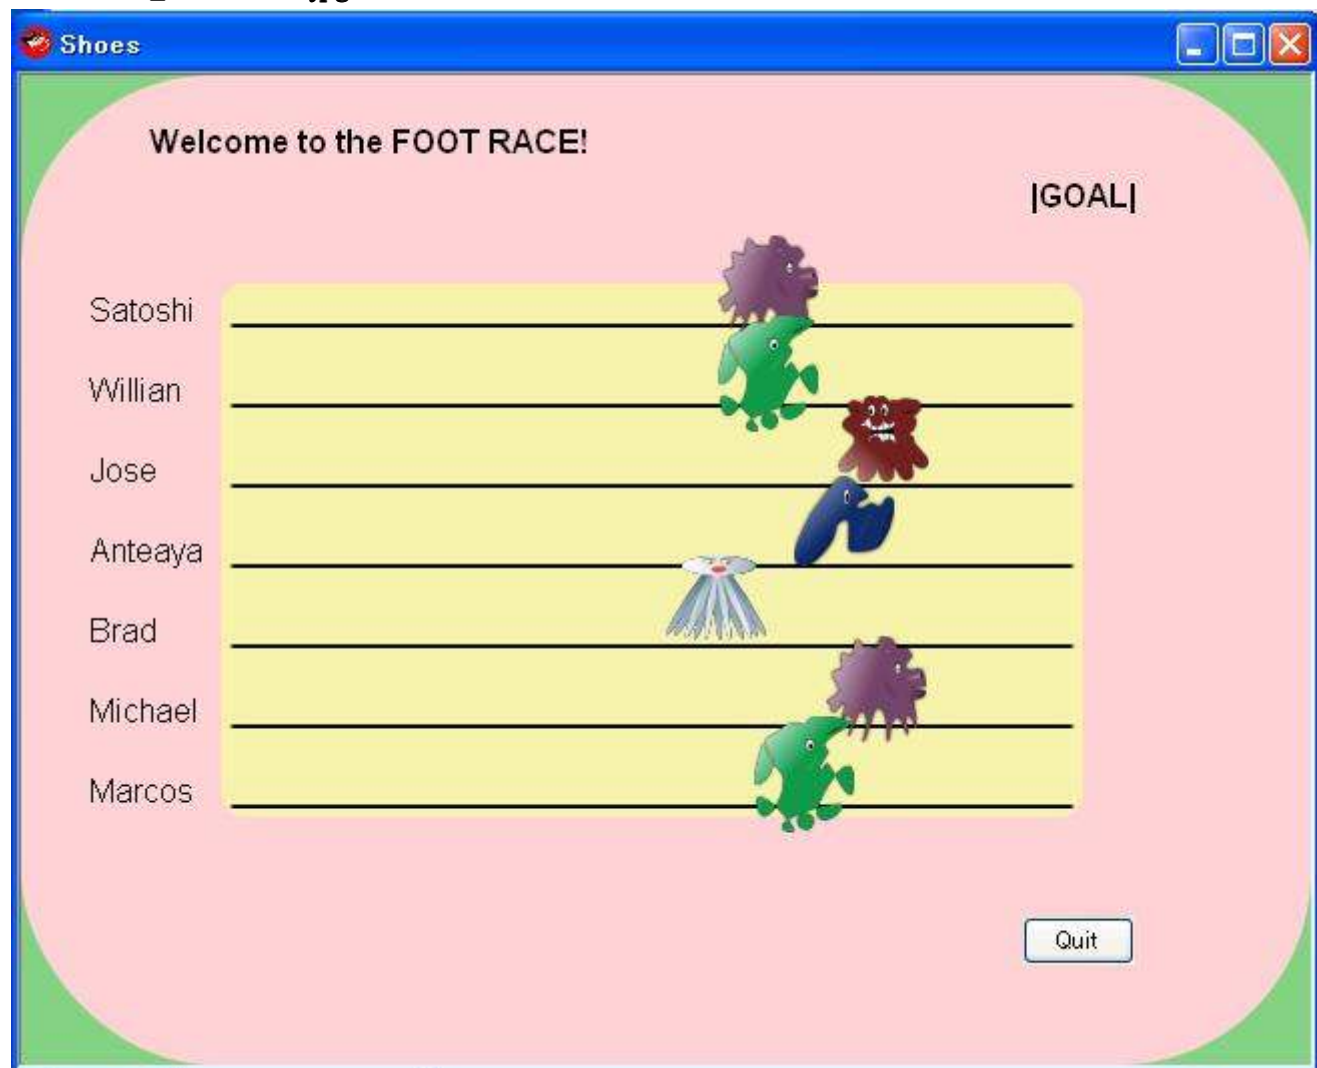 Shoes
Welcome to the FOOT RACE!
|GOAL|
Satoshi
Willian
Jose
Anteaya
Brad
Michael
Marcos
Quit